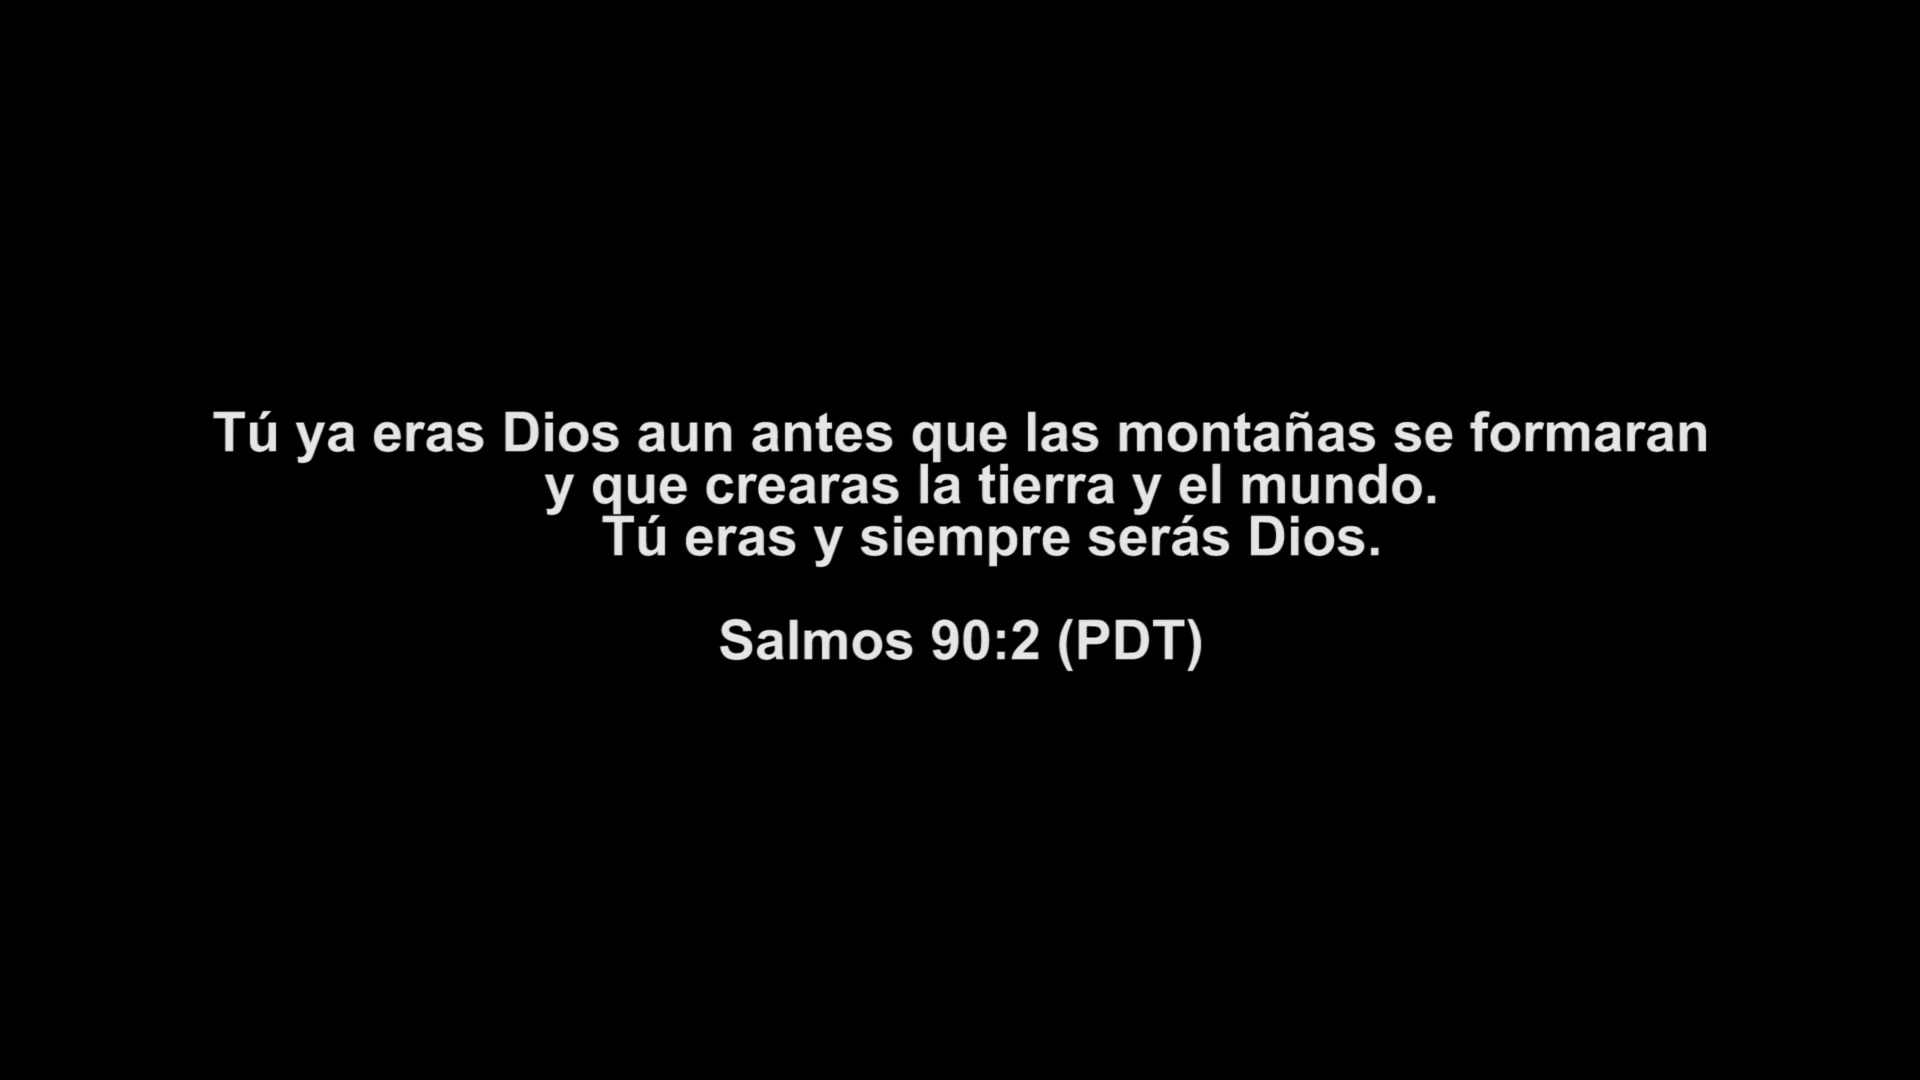 Tú ya eras Dios aun antes que las montañas se formaran
y que crearas la tierra y el mundo.
Tú eras y siempre serás Dios.
Salmos 90:2 (PDT)